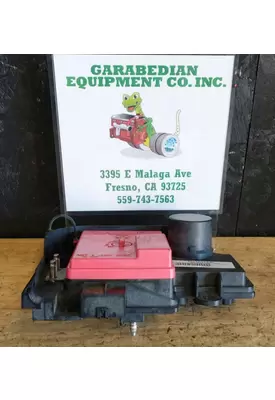 GARABEDIAN
EQUIPMENT CO. INC.
3395 E Malaga Ave
Fresno, CA 93725
559-743-7563